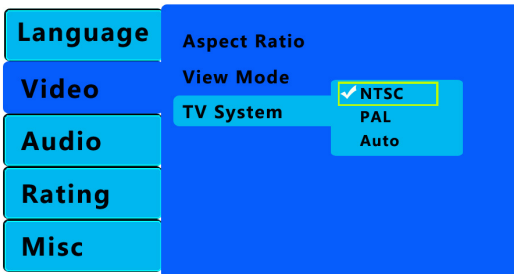 Language
Video
Audio
Rating
Misc
Aspect Ratio
View Mode
TV System
NTSC
PAL
Auto